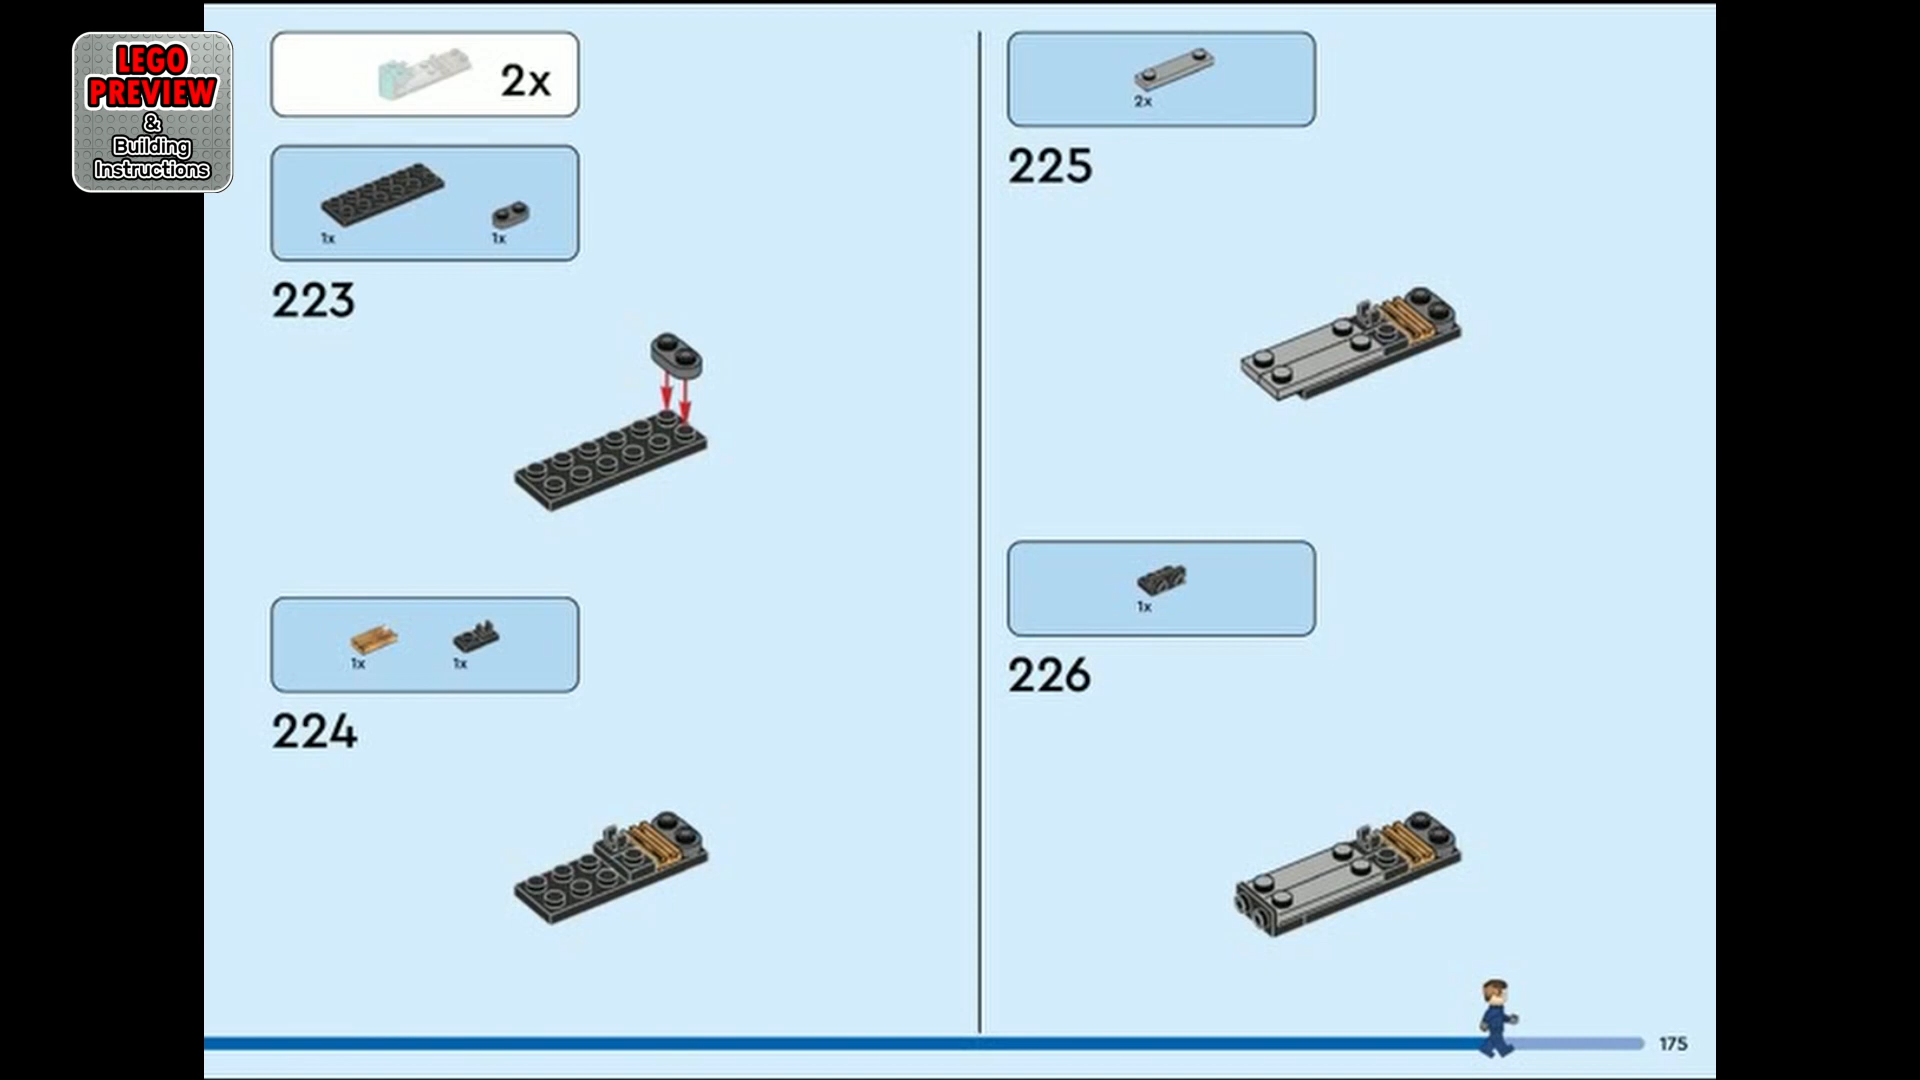 LEGO
PREVIEW
&
Building
Instructions
2x
1x
1x
223
1x
1x
224
2x
225
1x
226
175